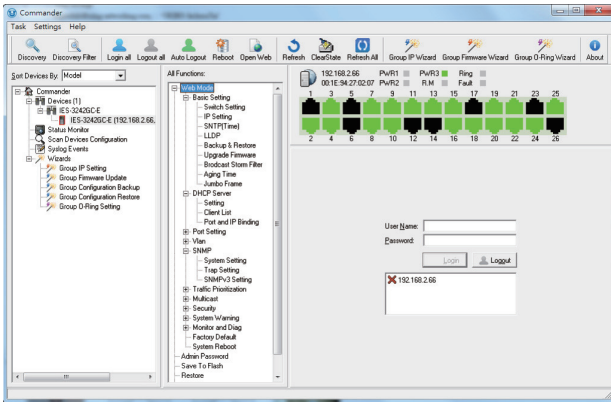 Commander
Task Settings Help
Discovery Discovery Filter Login all Logout all Auto Logout Reboot Open Web Refresh ClearState Refresh All Group IP Wizard Group Firmware Wizard Group O-Ring Wizard About
Sort Devices By: Model
Commander
Devices (1)
IES-3242GC-E
IES-3242GC-E (192.168.2.66,
Status Monitor
Scan Devices Configuration
Syslog Events
Wizards
Group IP Setting
Group Firmware Update
Group Configuration Backup
Group Configuration Restore
Group O-Ring Setting
All Functions:
Web Mode
Basic Setting
Switch Setting
IP Setting
SNTP(Time)
LLDP
Backup & Restore
Upgrade Firmware
Brodcast Storm Filter
Aging Time
Jumbo Frame
DHCP Server
Setting
Client List
Port and IP Binding
Port Setting
Vlan
SNMP
System Setting
Trap Setting
SNMPv3 Setting
Traffic Prioritization
Multicast
Security
System Warning
Monitor and Diag
Factory Default
System Reboot
Admin Password
Save To Flash
Restore
192.168.2.66 PWR1 PWR3 Ring
00:1E:94:27:02:07 PWR2 R.M Fault
1 3 5 7 9 11 13 15 17 19 21 23 25
2 4 6 8 10 12 14 16 18 20 22 24 26
User Name:
Password:
Login Logout
192.168.2.66